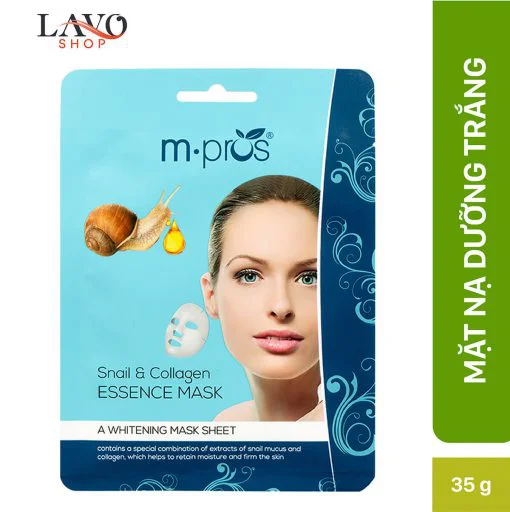 LAVO
SHOP
m·pros®
Snail & Collagen
ESSENCE MASK
A WHITENING MASK SHEET
contains a special combination of extracts of snail mucus and
collagen, which helps to retain moisture and firm the skin
MẶT NẠ DƯỠNG TRẮNG
35 g